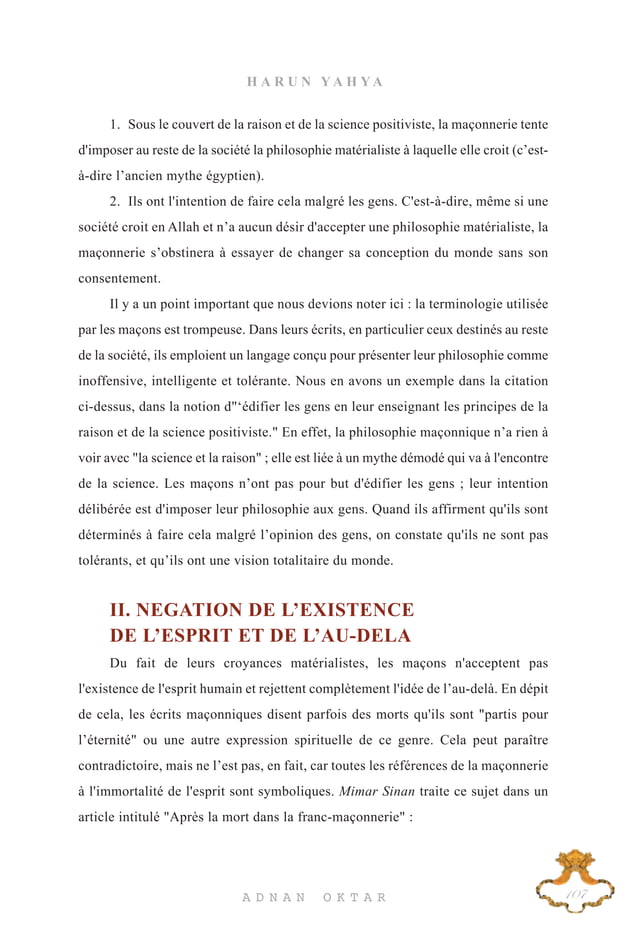 HARUN YAHYA
1. Sous le couvert de la raison et de la science positiviste, la maçonnerie tente
d'imposer au reste de la société la philosophie matérialiste à laquelle elle croit (c’est-
à-dire l’ancien mythe égyptien).
2. Ils ont l'intention de faire cela malgré les gens. C'est-à-dire, même si une
société croit en Allah et n’a aucun désir d'accepter une philosophie matérialiste, la
maçonnerie s’obstinera à essayer de changer sa conception du monde sans son
consentement.
Il y a un point important que nous devions noter ici : la terminologie utilisée
par les maçons est trompeuse. Dans leurs écrits, en particulier ceux destinés au reste
de la société, ils emploient un langage conçu pour présenter leur philosophie comme
inoffensive, intelligente et tolérante. Nous en avons un exemple dans la citation
ci-dessus, dans la notion d"‘édifier les gens en leur enseignant les principes de la
raison et de la science positiviste." En effet, la philosophie maçonnique n’a rien à
voir avec "la science et la raison" ; elle est liée à un mythe démodé qui va à l'encontre
de la science. Les maçons n’ont pas pour but d'édifier les gens ; leur intention
délibérée est d'imposer leur philosophie aux gens. Quand ils affirment qu'ils sont
déterminés à faire cela malgré l’opinion des gens, on constate qu'ils ne sont pas
tolérants, et qu’ils ont une vision totalitaire du monde.
II. NEGATION DE L’EXISTENCE
DE L’ESPRIT ET DE L’AU-DELA
Du fait de leurs croyances matérialistes, les maçons n'acceptent pas
l'existence de l'esprit humain et rejettent complètement l'idée de l’au-delà. En dépit
de cela, les écrits maçonniques disent parfois des morts qu'ils sont "partis pour
l’éternité" ou une autre expression spirituelle de ce genre. Cela peut paraître
contradictoire, mais ne l’est pas, en fait, car toutes les références de la maçonnerie
à l'immortalité de l'esprit sont symboliques. Mimar Sinan traite ce sujet dans un
article intitulé "Après la mort dans la franc-maçonnerie" :
107
ADNAN OKTAR